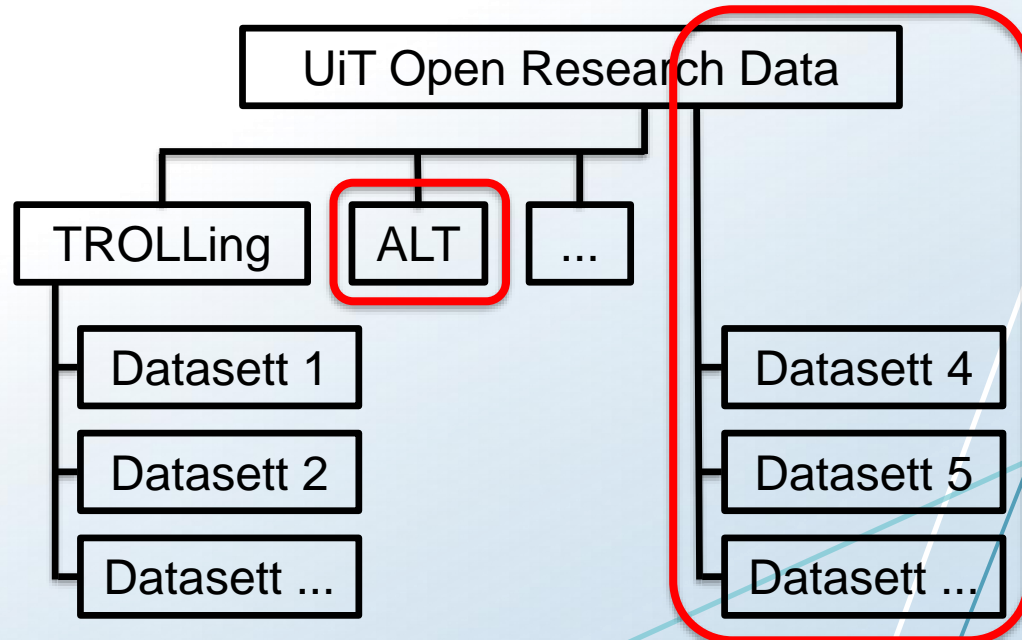 UiT Open Research Data
TROLLing
ALT
...
Datasett 1
Datasett 2
Datasett ...
Datasett 4
Datasett 5
Datasett ...